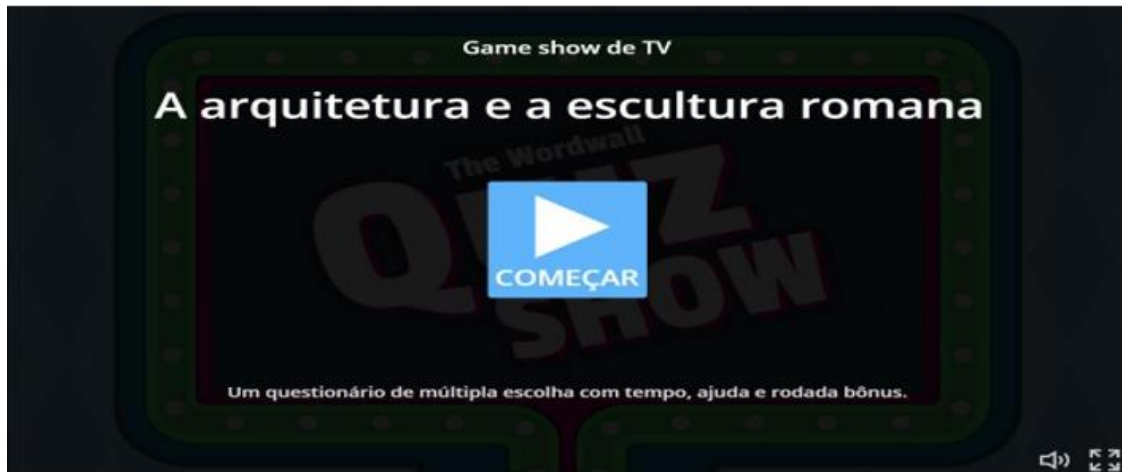 Game show de TV
A arquitetura e a escultura romana
The Wordwall
QUIZ
SHOW
COMEÇAR
Um questionário de múltipla escolha com tempo, ajuda e rodada bônus.